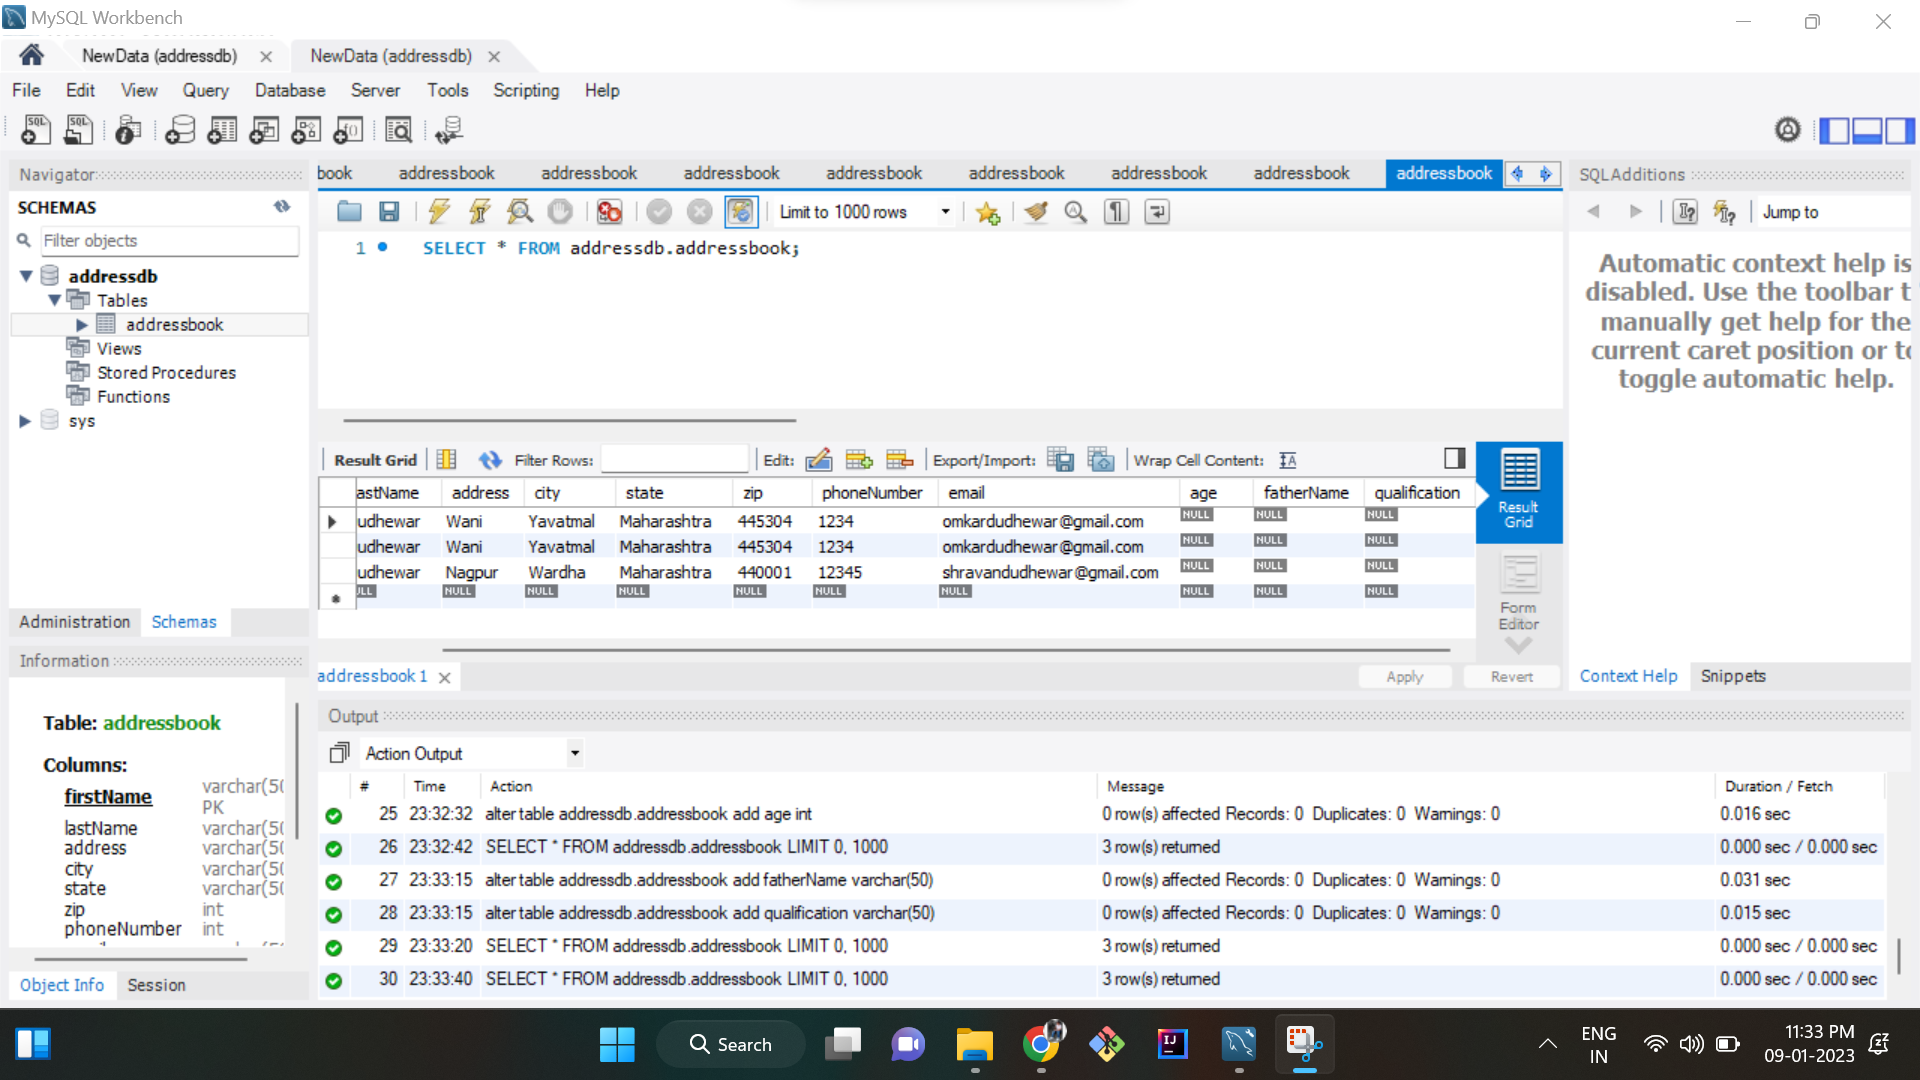 MySQL Workbench
NewData (addressdb) NewData (addressdb)
File Edit View Query Database Server Tools Scripting Help
Navigator
SCHEMAS
Filter objects
addressdb
Tables
addressbook
Views
Stored Procedures
Functions
sys
Administration Schemas
Information
Table: addressbook
Columns:
firstName varchar(50
PK
lastName varchar(50
address varchar(50
city varchar(50
state varchar(50
zip int
phoneNumber int
Object Info Session
book addressbook addressbook addressbook addressbook addressbook addressbook addressbook addressbook
Limit to 1000 rows
1 SELECT * FROM addressdb.addressbook;
Result Grid Filter Rows: Edit: Export/Import: Wrap Cell Content:
astName address city state zip phoneNumber email age fatherName qualification
udhewar Wani Yavatmal Maharashtra 445304 1234 omkardudhewar@gmail.com NULL NULL NULL
udhewar Wani Yavatmal Maharashtra 445304 1234 omkardudhewar@gmail.com NULL NULL NULL
udhewar Nagpur Wardha Maharashtra 440001 12345 shravandudhewar@gmail.com NULL NULL NULL
ULL NULL NULL NULL NULL NULL NULL NULL NULL NULL
Result
Grid
Form
Editor
addressbook 1 Apply Revert
SQLAdditions
Jump to
Automatic context help is
disabled. Use the toolbar t
manually get help for the
current caret position or to
toggle automatic help.
Context Help Snippets
Output
Action Output
# Time Action Message Duration / Fetch
25 23:32:32 alter table addressdb.addressbook add age int 0 row(s) affected Records: 0 Duplicates: 0 Warnings: 0 0.016 sec
26 23:32:42 SELECT * FROM addressdb.addressbook LIMIT 0, 1000 3 row(s) returned 0.000 sec / 0.000 sec
27 23:33:15 alter table addressdb.addressbook add fatherName varchar(50) 0 row(s) affected Records: 0 Duplicates: 0 Warnings: 0 0.031 sec
28 23:33:15 alter table addressdb.addressbook add qualification varchar(50) 0 row(s) affected Records: 0 Duplicates: 0 Warnings: 0 0.015 sec
29 23:33:20 SELECT * FROM addressdb.addressbook LIMIT 0, 1000 3 row(s) returned 0.000 sec / 0.000 sec
30 23:33:40 SELECT * FROM addressdb.addressbook LIMIT 0, 1000 3 row(s) returned 0.000 sec / 0.000 sec
Search
ENG
IN
11:33 PM
09-01-2023